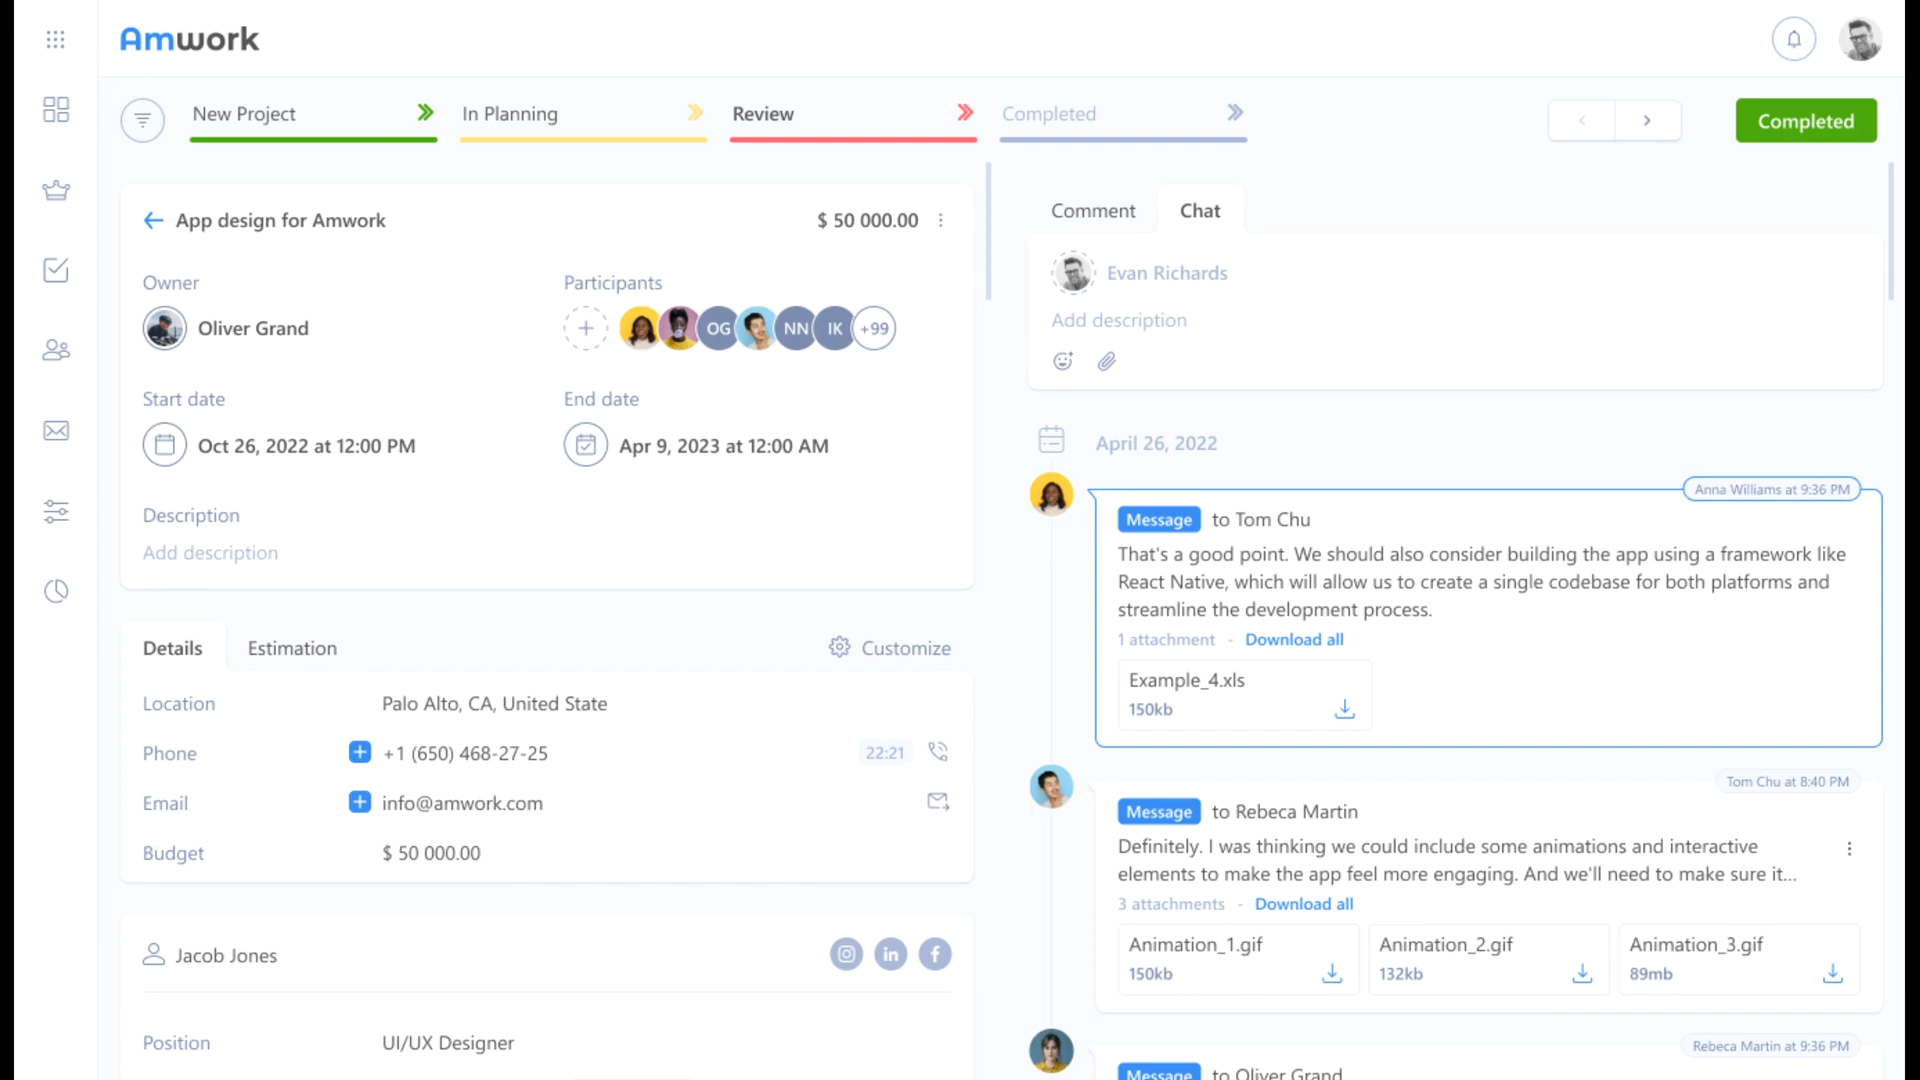 Amwork
New Project
In Planning
Review
Completed
Completed
App design for Amwork
$ 50 000.00
Owner
Oliver Grand
Participants
OG
NN
IK
+99
Start date
Oct 26, 2022 at 12:00 PM
End date
Apr 9, 2023 at 12:00 AM
Description
Add description
Details
Estimation
Customize
Location
Palo Alto, CA, United State
Phone
+1 (650) 468-27-25
22:21
Email
info@amwork.com
Budget
$ 50 000.00
Jacob Jones
in
f
Position
UI/UX Designer
Comment
Chat
Evan Richards
Add description
April 26, 2022
Anna Williams at 9:36 PM
Message to Tom Chu
That's a good point. We should also consider building the app using a framework like
React Native, which will allow us to create a single codebase for both platforms and
streamline the development process.
1 attachment - Download all
Example_4.xls
150kb
Tom Chu at 8:40 PM
Message to Rebeca Martin
Definitely. I was thinking we could include some animations and interactive
elements to make the app feel more engaging. And we'll need to make sure it...
3 attachments - Download all
Animation_1.gif
150kb
Animation_2.gif
132kb
Animation_3.gif
89mb
Rebeca Martin at 9:36 PM
Message to Oliver Grand